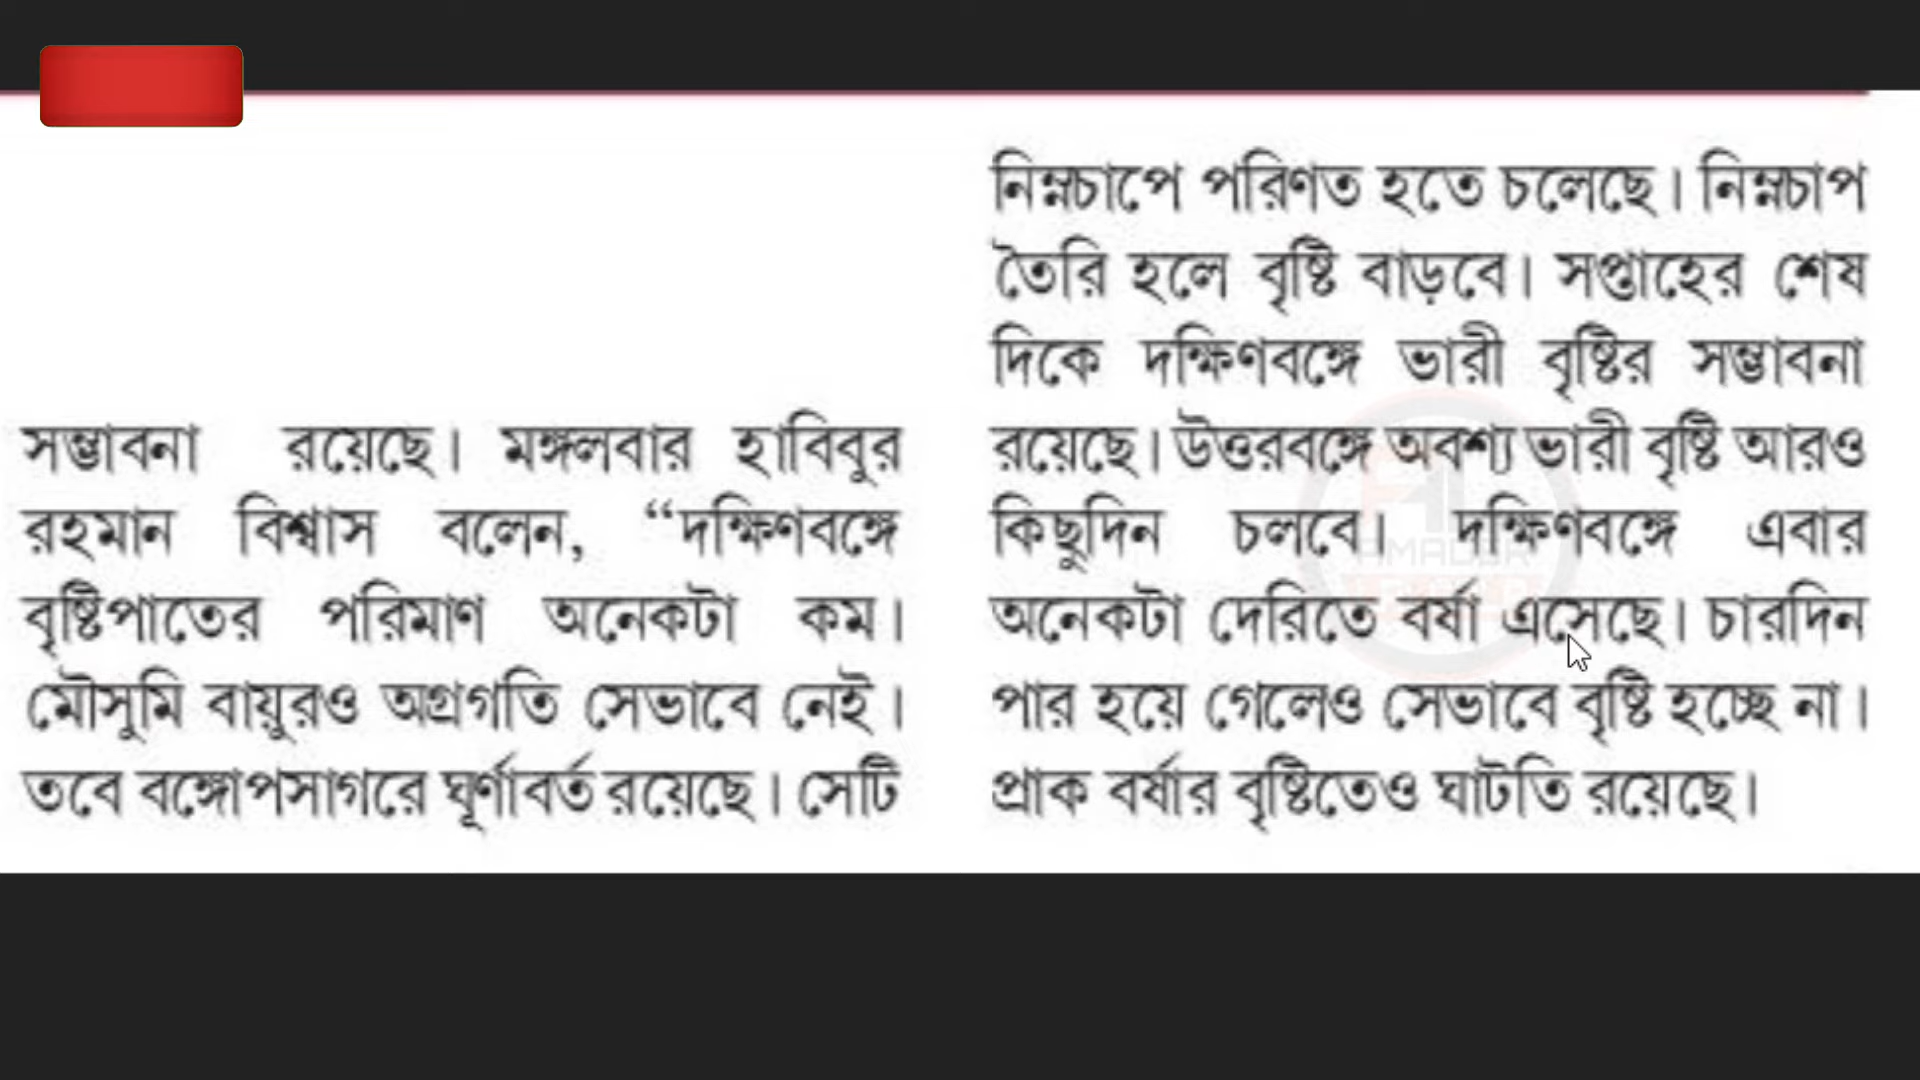 সম্ভাবনা রয়েছে। মঙ্গলবার হাবিবুর
রহমান বিশ্বাস বলেন, “দক্ষিণবঙ্গে
বৃষ্টিপাতের পরিমাণ অনেকটা কম।
মৌসুমি বায়ুরও অগ্রগতি সেভাবে নেই।
তবে বঙ্গোপসাগরে ঘূর্ণাবর্ত রয়েছে। সেটি
নিম্নচাপে পরিণত হতে চলেছে। নিম্নচাপ
তৈরি হলে বৃষ্টি বাড়বে। সপ্তাহের শেষ
দিকে দক্ষিণবঙ্গে ভারী বৃষ্টির সম্ভাবনা
রয়েছে। উত্তরবঙ্গে অবশ্য ভারী বৃষ্টি আরও
কিছুদিন চলবে। দক্ষিণবঙ্গে এবার
অনেকটা দেরিতে বর্ষা এসেছে। চারদিন
পার হয়ে গেলেও সেভাবে বৃষ্টি হচ্ছে না।
প্রাক বর্ষার বৃষ্টিতেও ঘাটতি রয়েছে।